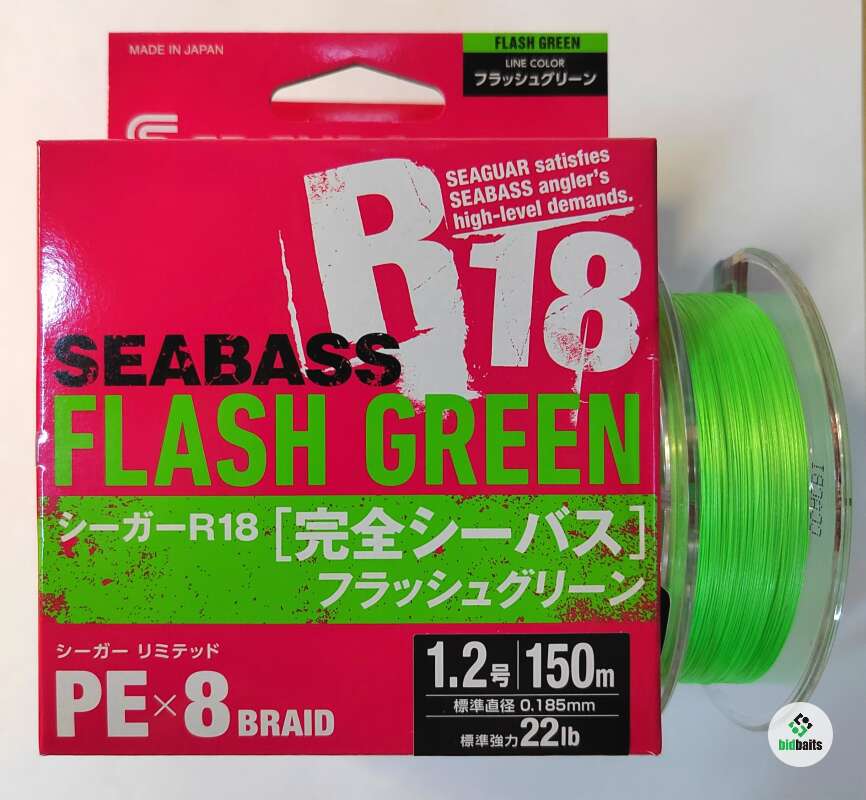 MADE IN JAPAN
FLASH GREEN
LINE COLOR
フラッシュグリーン
R18
SEAGUAR satisfies
SEABASS angler's
high-level demands.
SEABASS
FLASH GREEN
シーガーR18 [完全シーバス]
フラッシュグリーン
シーガー リミテッド
PE×8 BRAID
1.2号 150m
標準直径 0.185mm
標準強力 22lb
bidbaits